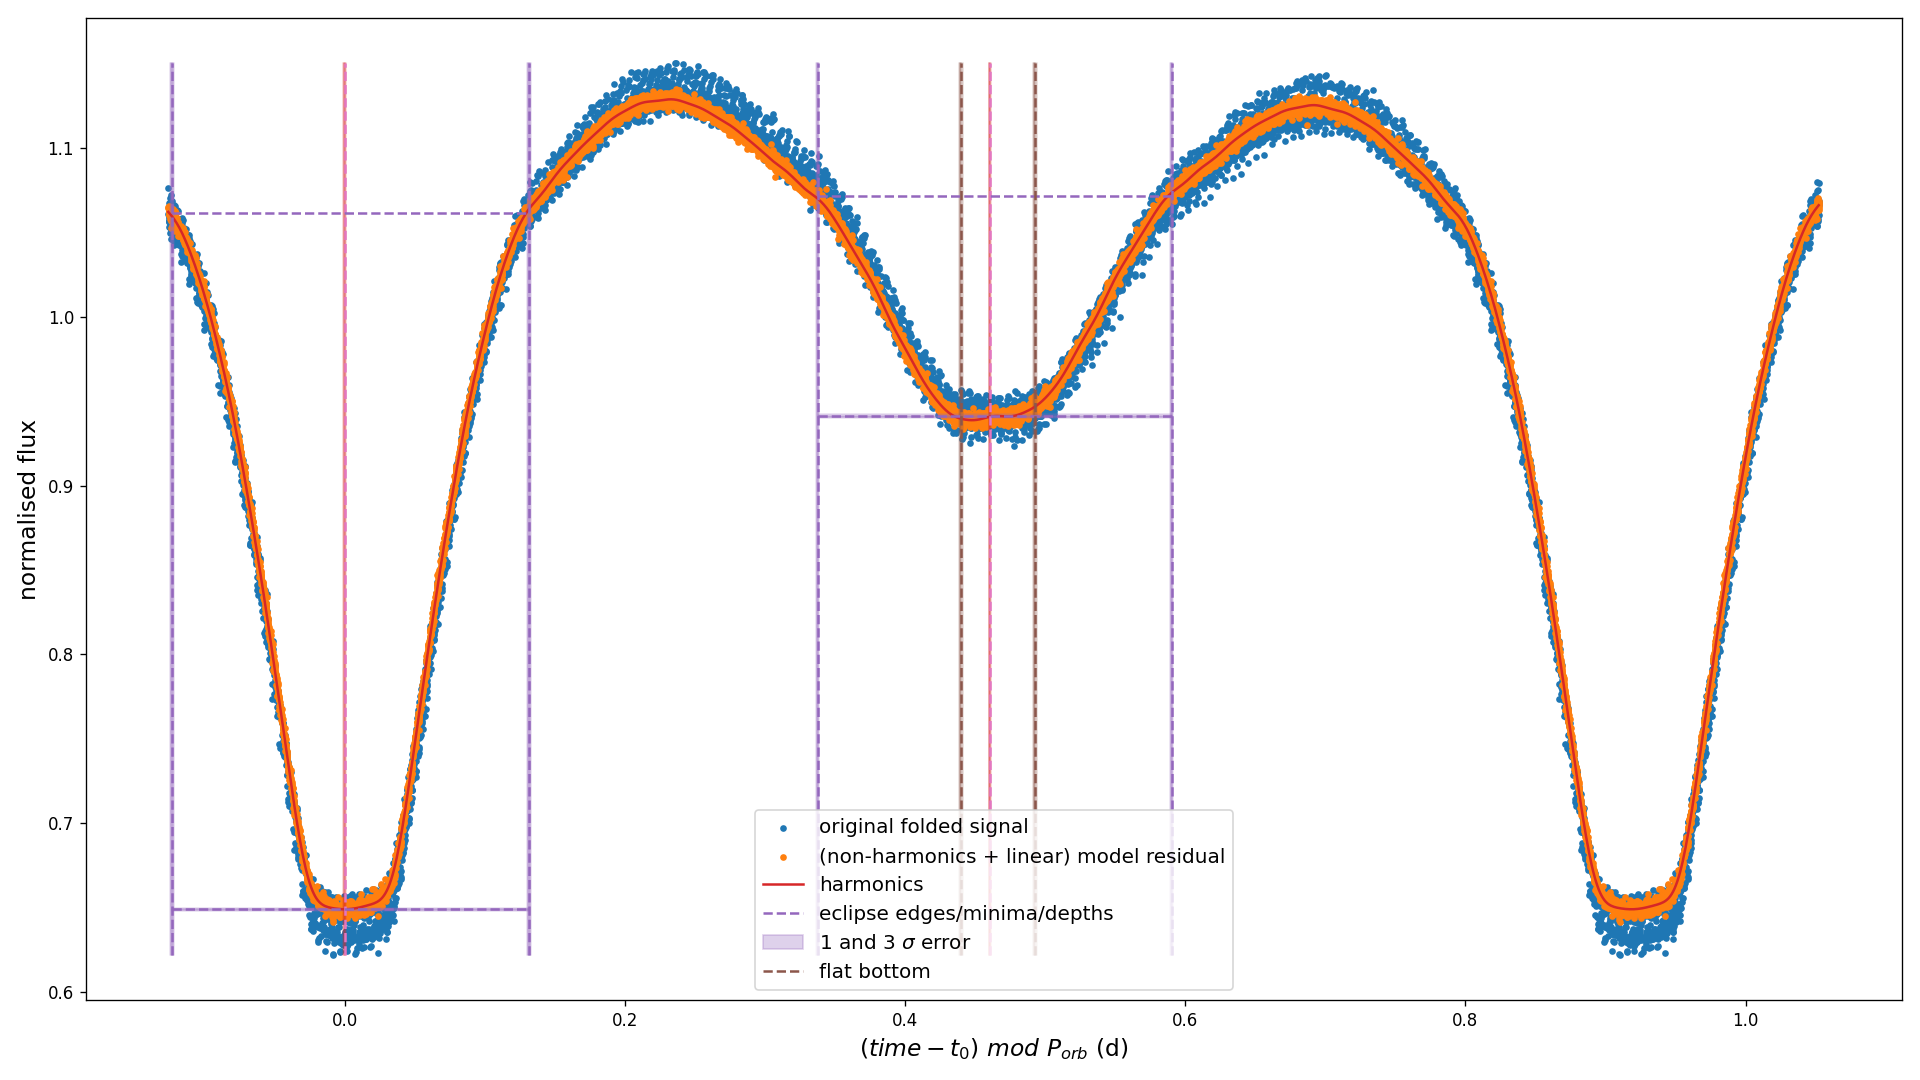 normalised flux
1.1
1.0
0.9
0.8
0.7
0.6
original folded signal
(non-harmonics + linear) model residual
harmonics
eclipse edges/minima/depths
1 and 3 σ error
flat bottom
0.0 0.2 0.4 0.6 0.8 1.0
(time − t₀) mod Pₒᵣb (d)